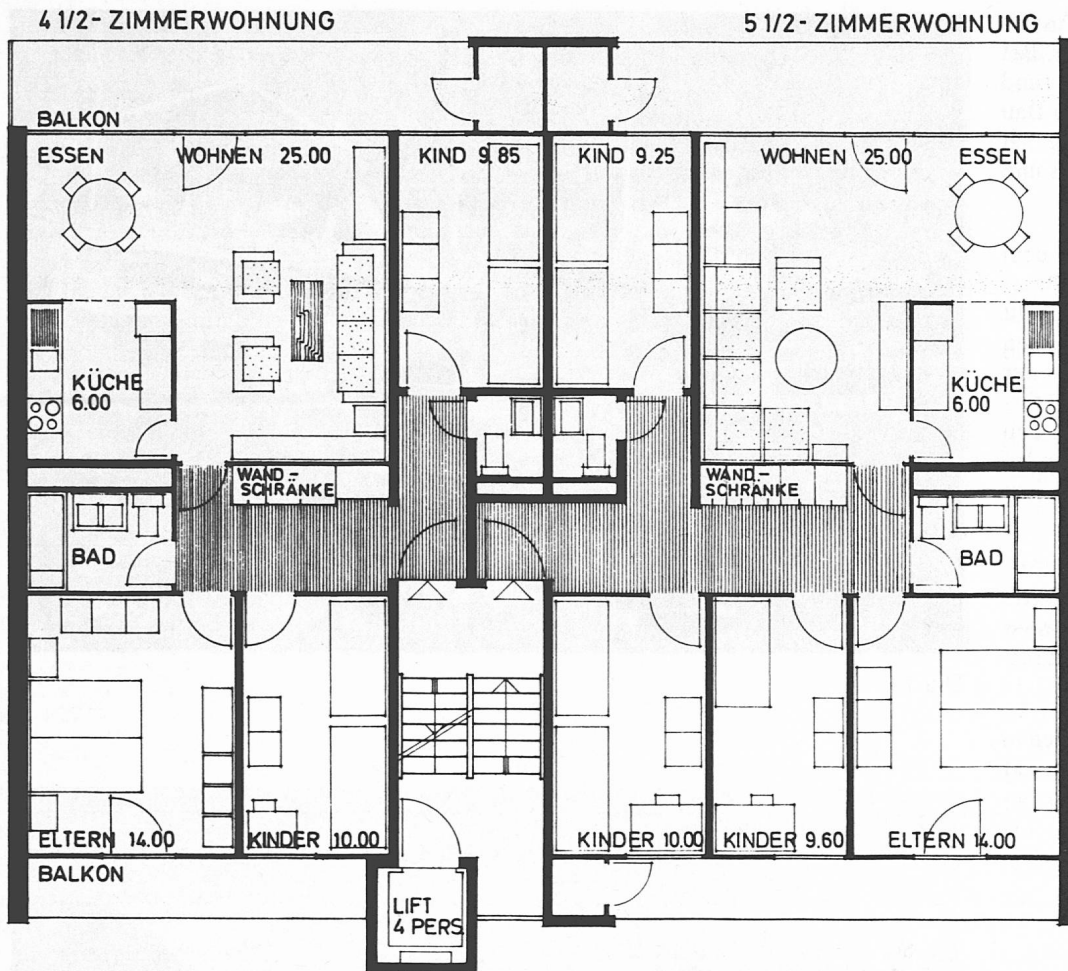 4 1/2 - ZIMMERWOHNUNG
5 1/2 - ZIMMERWOHNUNG
BALKON
ESSEN
WOHNEN 25.00
KIND 9.85
KIND 9.25
WOHNEN 25.00
ESSEN
KÜCHE
6.00
KÜCHE
6.00
WAND-
SCHRÄNKE
WAND-
SCHRÄNKE
BAD
BAD
ELTERN 14.00
KINDER 10.00
KINDER 10.00
KINDER 9.60
ELTERN 14.00
BALKON
LIFT
4 PERS.